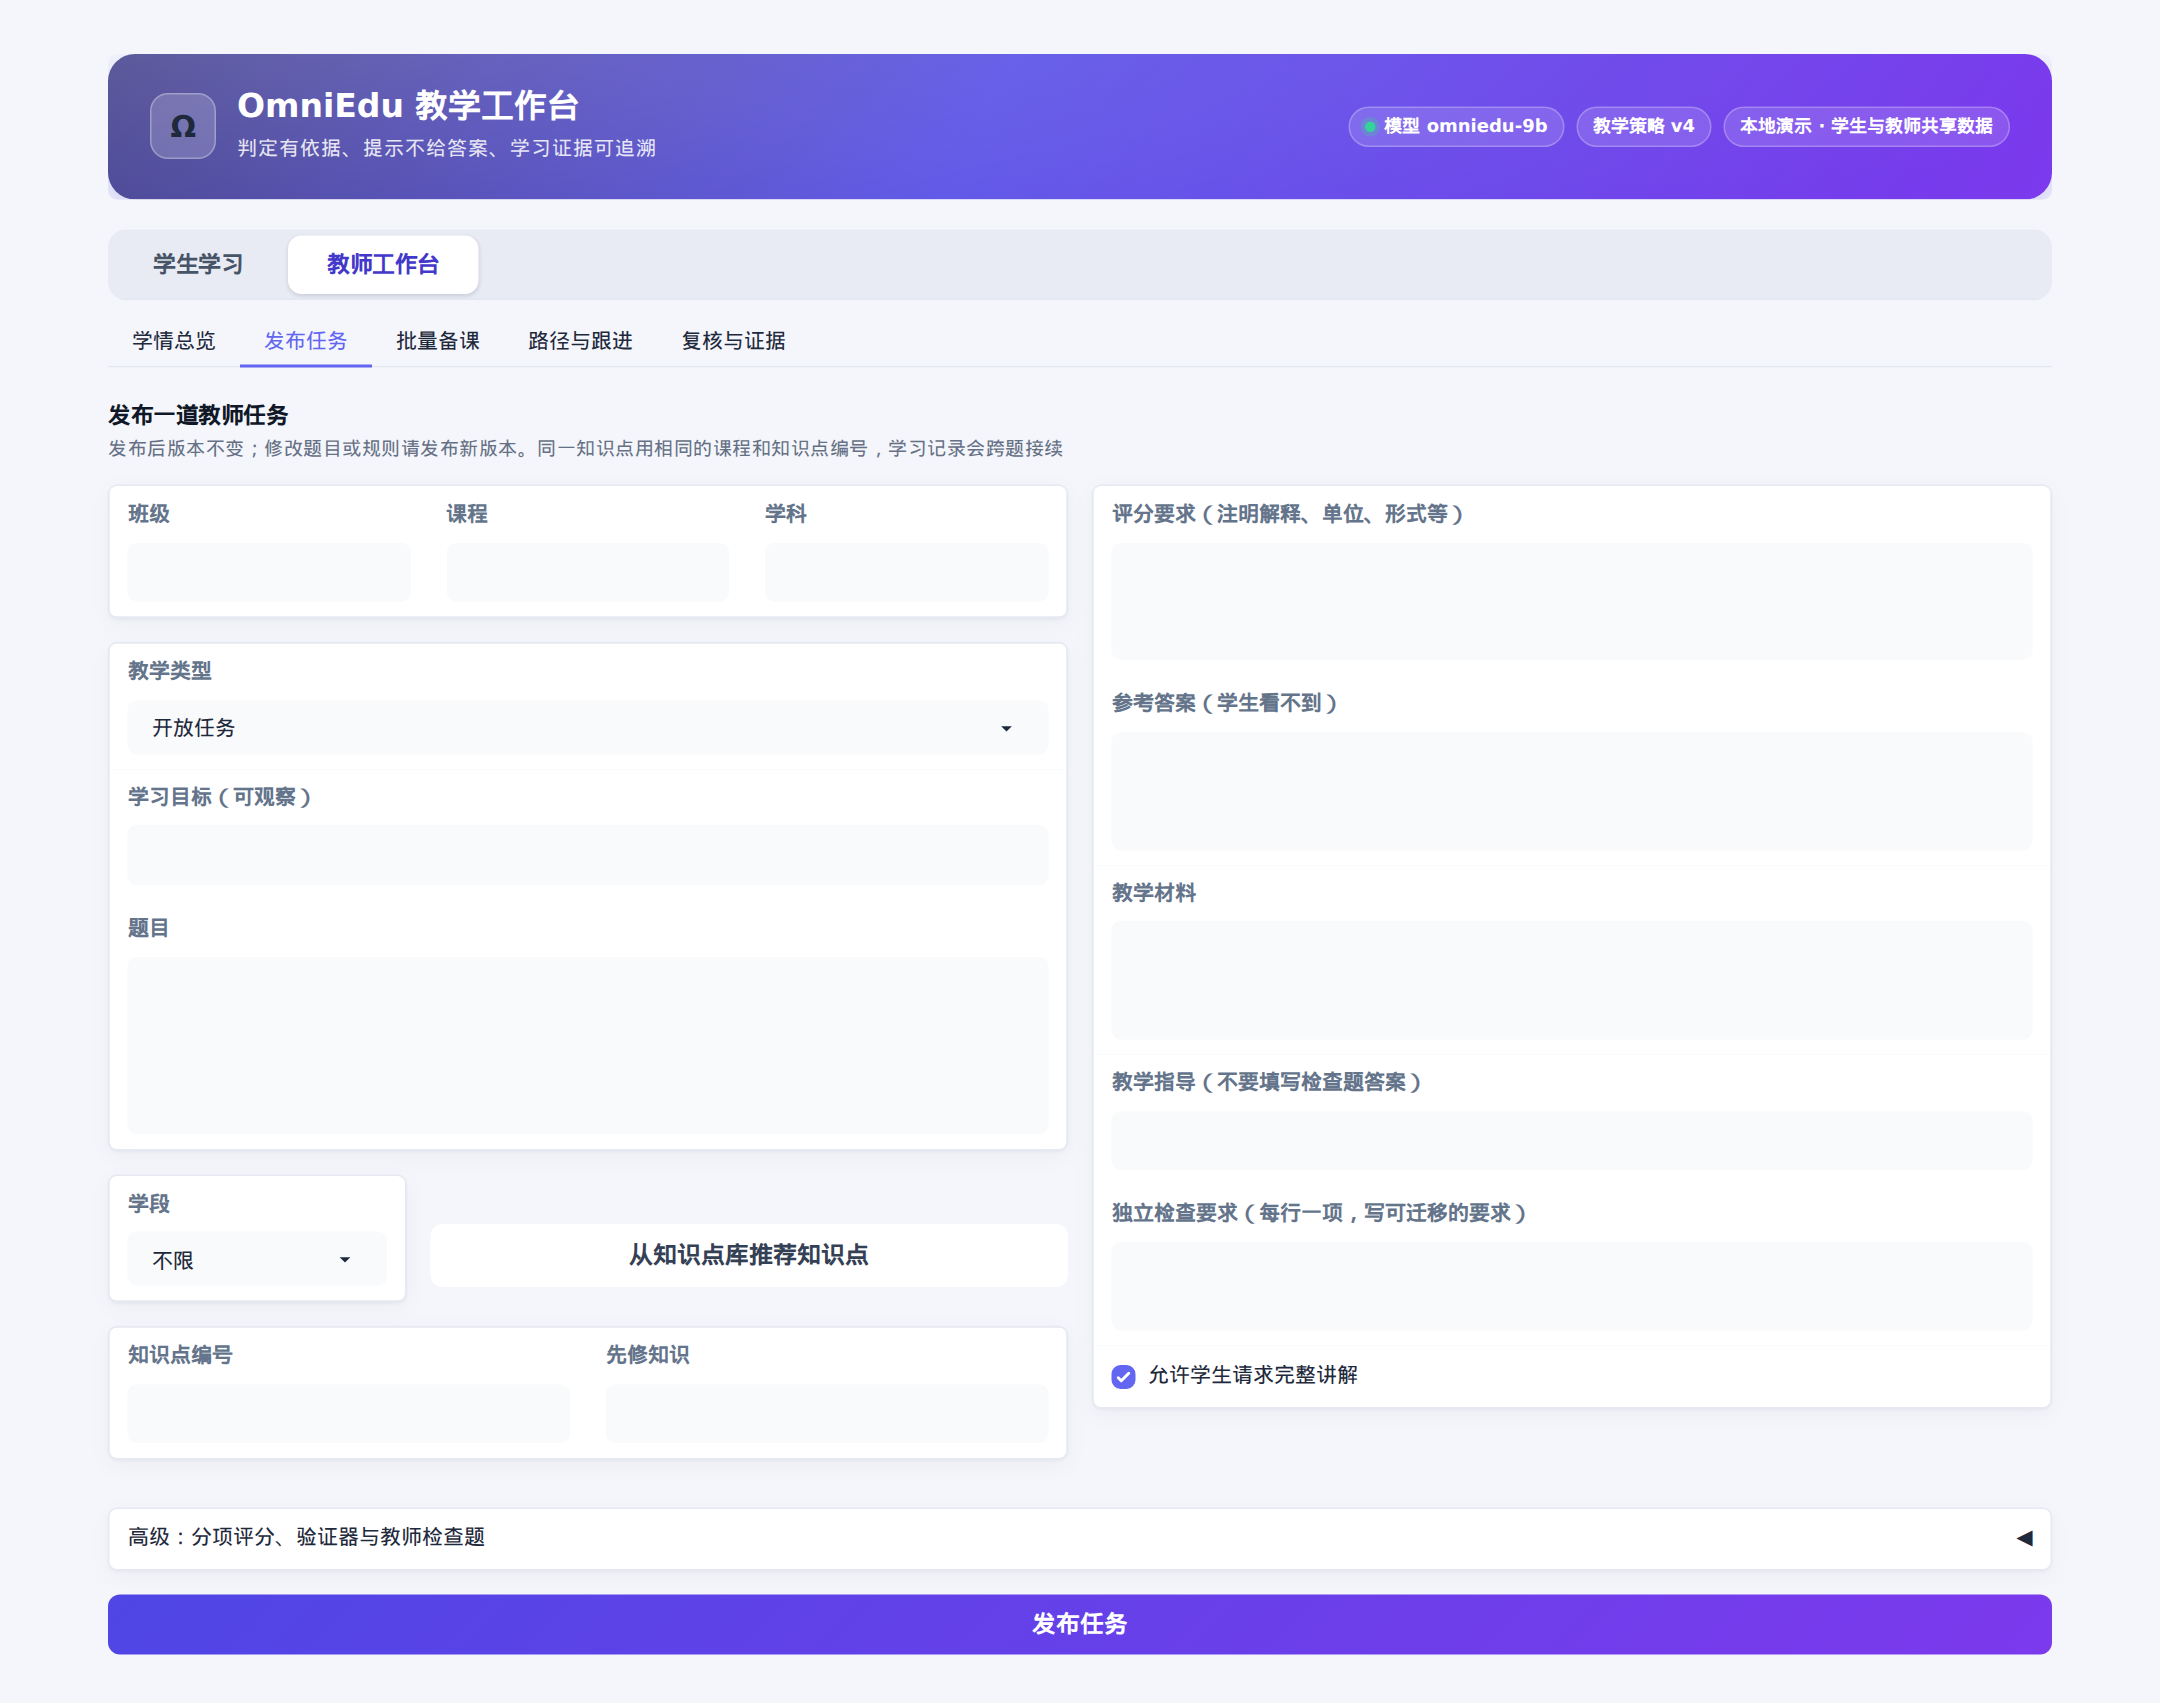 Ω
OmniEdu 教学工作台
判定有依据、提示不给答案、学习证据可追溯
模型 omniedu-9b
教学策略 v4
本地演示 · 学生与教师共享数据
学生学习
教师工作台
学情总览
发布任务
批量备课
路径与跟进
复核与证据
发布一道教师任务
发布后版本不变；修改题目或规则请发布新版本。同一知识点用相同的课程和知识点编号，学习记录会跨题接续
班级
课程
学科
教学类型
开放任务
学习目标（可观察）
题目
学段
不限
从知识点库推荐知识点
知识点编号
先修知识
评分要求（注明解释、单位、形式等）
参考答案（学生看不到）
教学材料
教学指导（不要填写检查题答案）
独立检查要求（每行一项，写可迁移的要求）
允许学生请求完整讲解
高级：分项评分、验证器与教师检查题
发布任务